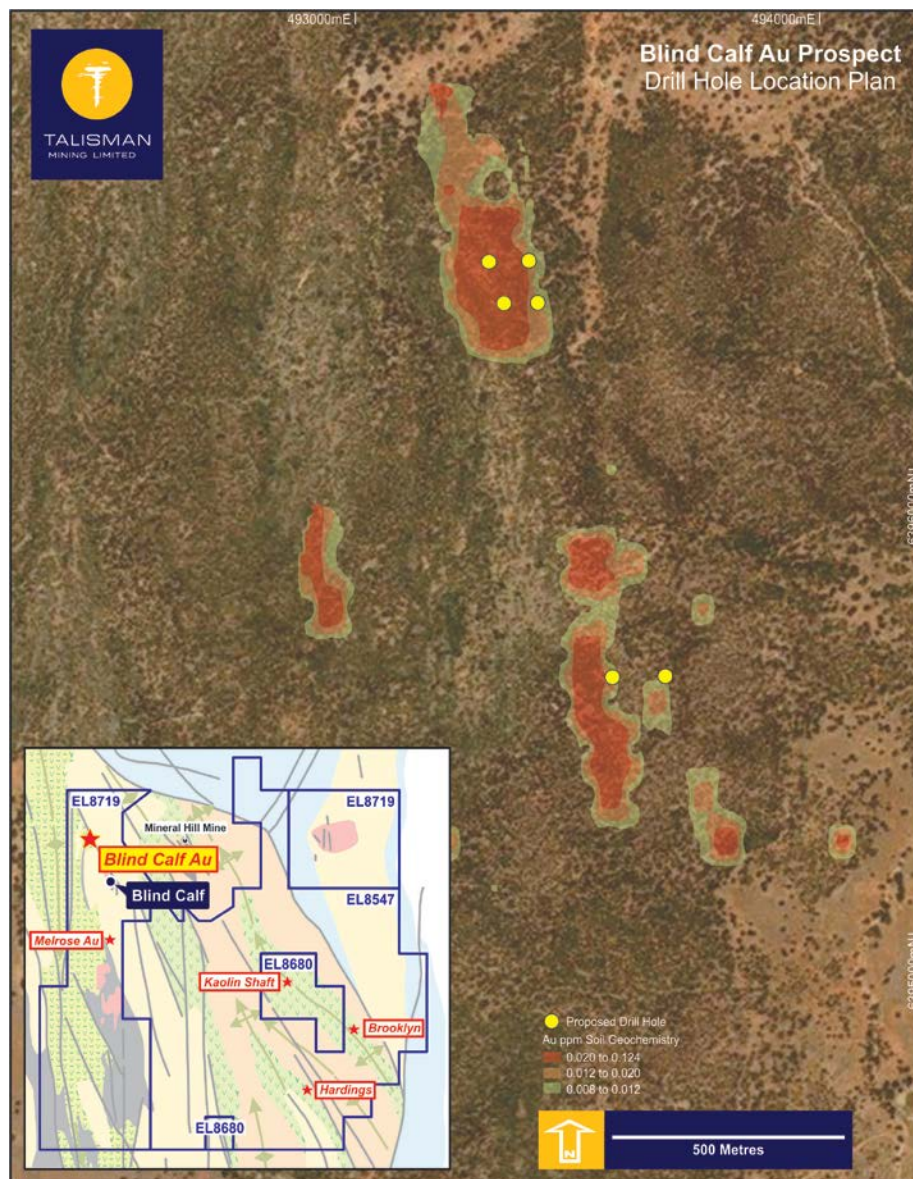 493000mE
494000mE
TALISMAN
MINING LIMITED
Blind Calf Au Prospect
Drill Hole Location Plan
EL8719
Mineral Hill Mine
EL8719
Blind Calf Au
Blind Calf
EL8547
Melrose Au
EL8680
Kaolin Shaft
Brooklyn
Hardings
EL8680
Proposed Drill Hole
Au ppm Soil Geochemistry
0.020 to 0.124
0.012 to 0.020
0.008 to 0.012
N
500 Metres